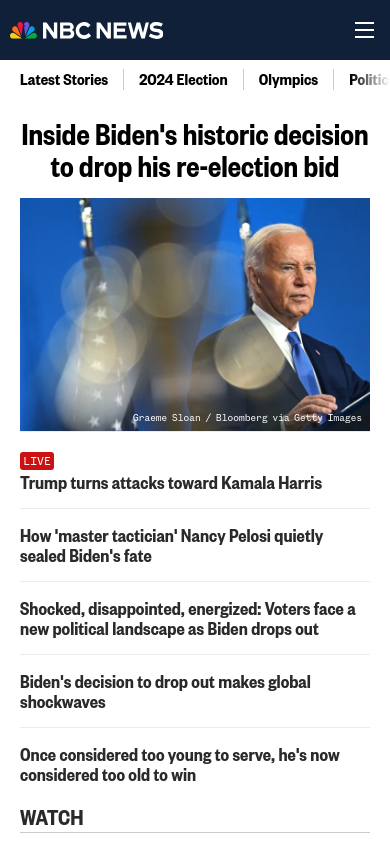 NBC NEWS
Latest Stories
2024 Election
Olympics
Inside Biden's historic decision
to drop his re-election bid
Graeme Sloan / Bloomberg via Getty Images
LIVE
Trump turns attacks toward Kamala Harris
How 'master tactician' Nancy Pelosi quietly
sealed Biden's fate
Shocked, disappointed, energized: Voters face a
new political landscape as Biden drops out
Biden's decision to drop out makes global
shockwaves
Once considered too young to serve, he's now
considered too old to win
WATCH